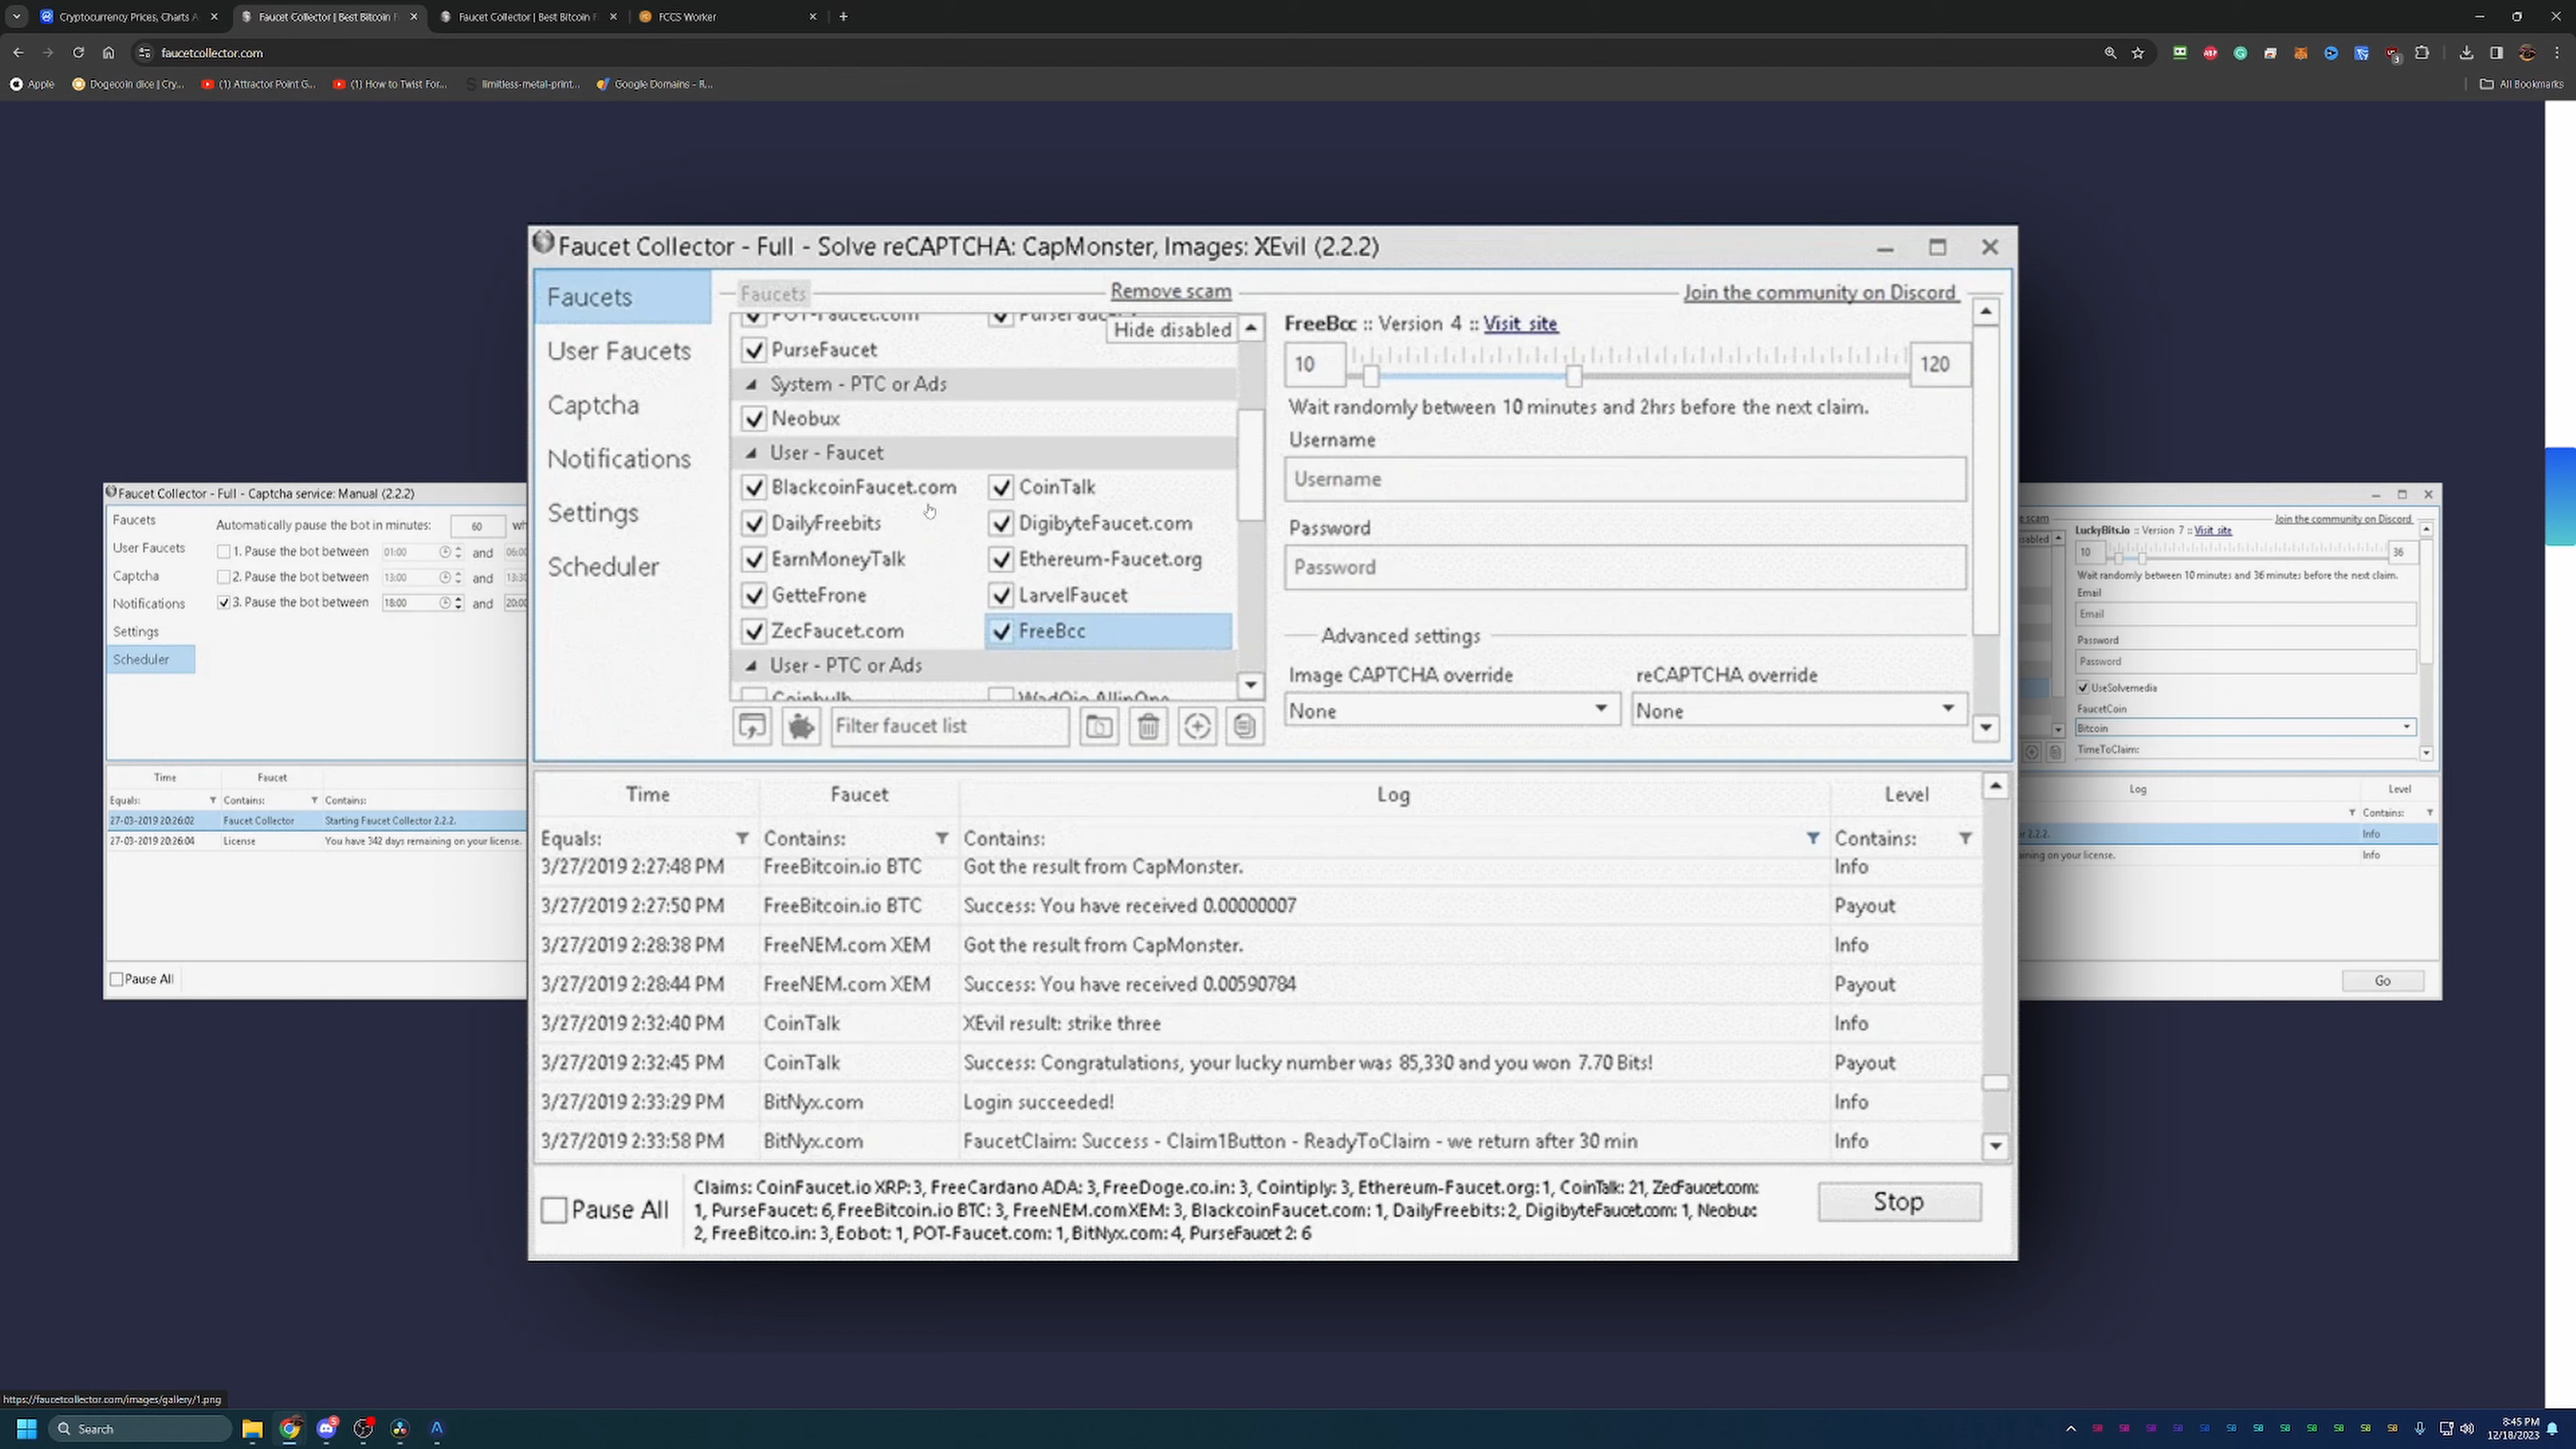 Cryptocurrency Prices, Charts A
Faucet Collector | Best Bitcoin F
Faucet Collector | Best Bitcoin F
FCCS Worker
faucetcollector.com
Apple
Dogecoin dice | Cry...
(1) Attractor Point G...
(1) How to Twist For...
limitless-metal-print...
Google Domains - R...
All Bookmarks
Faucet Collector - Full - Solve reCAPTCHA: CapMonster, Images: XEvil (2.2.2)
Faucets
User Faucets
Captcha
Notifications
Settings
Scheduler
Faucets
Remove scam
Join the community on Discord
POT-Faucet.com
Hide disabled
PurseFaucet
System - PTC or Ads
Neobux
User - Faucet
BlackcoinFaucet.com
CoinTalk
DailyFreebits
DigibyteFaucet.com
EarnMoneyTalk
Ethereum-Faucet.org
GetteFrone
LarvelFaucet
ZecFaucet.com
FreeBcc
User - PTC or Ads
Coinbulb
WadOio AllinOne
Filter faucet list
FreeBcc :: Version 4 :: Visit site
10
120
Wait randomly between 10 minutes and 2hrs before the next claim.
Username
Username
Password
Password
Advanced settings
Image CAPTCHA override
reCAPTCHA override
None
None
Time Faucet Log Level
Equals: Contains: Contains: Contains:
3/27/2019 2:27:48 PM FreeBitcoin.io BTC Got the result from CapMonster. Info
3/27/2019 2:27:50 PM FreeBitcoin.io BTC Success: You have received 0.00000007 Payout
3/27/2019 2:28:38 PM FreeNEM.com XEM Got the result from CapMonster. Info
3/27/2019 2:28:44 PM FreeNEM.com XEM Success: You have received 0.00590784 Payout
3/27/2019 2:32:40 PM CoinTalk XEvil result: strike three Info
3/27/2019 2:32:45 PM CoinTalk Success: Congratulations, your lucky number was 85,330 and you won 7.70 Bits! Payout
3/27/2019 2:33:29 PM BitNyx.com Login succeeded! Info
3/27/2019 2:33:58 PM BitNyx.com FaucetClaim: Success - Claim1Button - ReadyToClaim - we return after 30 min Info
Pause All
Claims: CoinFaucet.io XRP: 3, FreeCardano ADA: 3, FreeDoge.co.in: 3, Cointiply: 3, Ethereum-Faucet.org: 1, CoinTalk: 21, ZecFaucet.com:
1, PurseFaucet: 6, FreeBitcoin.io BTC: 3, FreeNEM.com XEM: 3, BlackcoinFaucet.com: 1, DailyFreebits: 2, DigibyteFaucet.com: 1, Neobux:
2, FreeBitco.in: 3, Eobot: 1, POT-Faucet.com: 1, BitNyx.com: 4, PurseFaucet 2: 6
Stop
Faucet Collector - Full - Captcha service: Manual (2.2.2)
Faucets
User Faucets
Captcha
Notifications
Settings
Scheduler
Automatically pause the bot in minutes: 60
1. Pause the bot between 01:00 and
2. Pause the bot between 13:00 and
3. Pause the bot between 18:00 and
Time Faucet
Equals: Contains: Contains:
27-03-2019 20:26:02 Faucet Collector Starting Faucet Collector 2.2.2.
27-03-2019 20:26:04 License You have 342 days remaining on your license.
Pause All
Join the community on Discord
LuckyBits.io :: Version 7 :: Visit site
10
36
Wait randomly between 10 minutes and 36 minutes before the next claim.
Email
Email
Password
Password
UseSolvemedia
FaucetCoin
Bitcoin
TimeToClaim:
Log Level
Contains:
2.2.2. Info
on your license. Info
Go
https://faucetcollector.com/images/gallery/1.png
Search
8:45 PM
12/18/2023